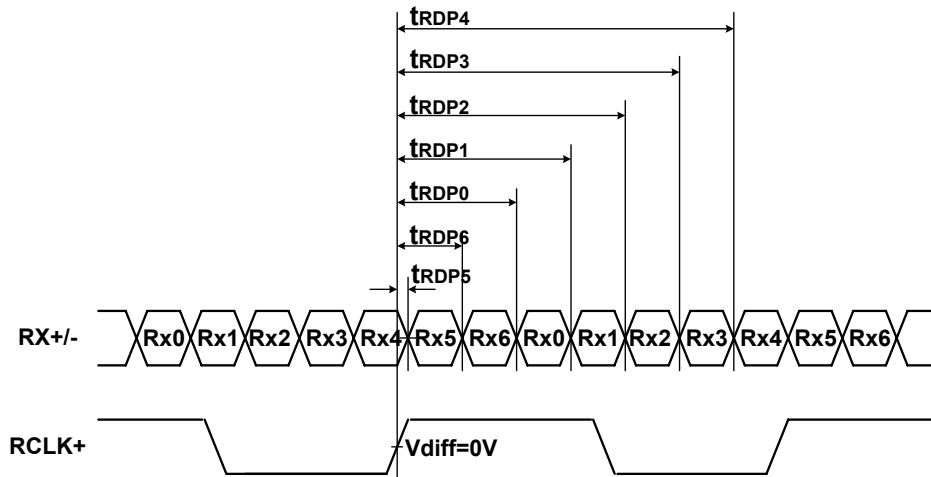 tRDP4
tRDP3
tRDP2
tRDP1
tRDP0
tRDP6
tRDP5
RX+/- Rx0 Rx1 Rx2 Rx3 Rx4 Rx5 Rx6 Rx0 Rx1 Rx2 Rx3 Rx4 Rx5 Rx6
RCLK+ Vdiff=0V